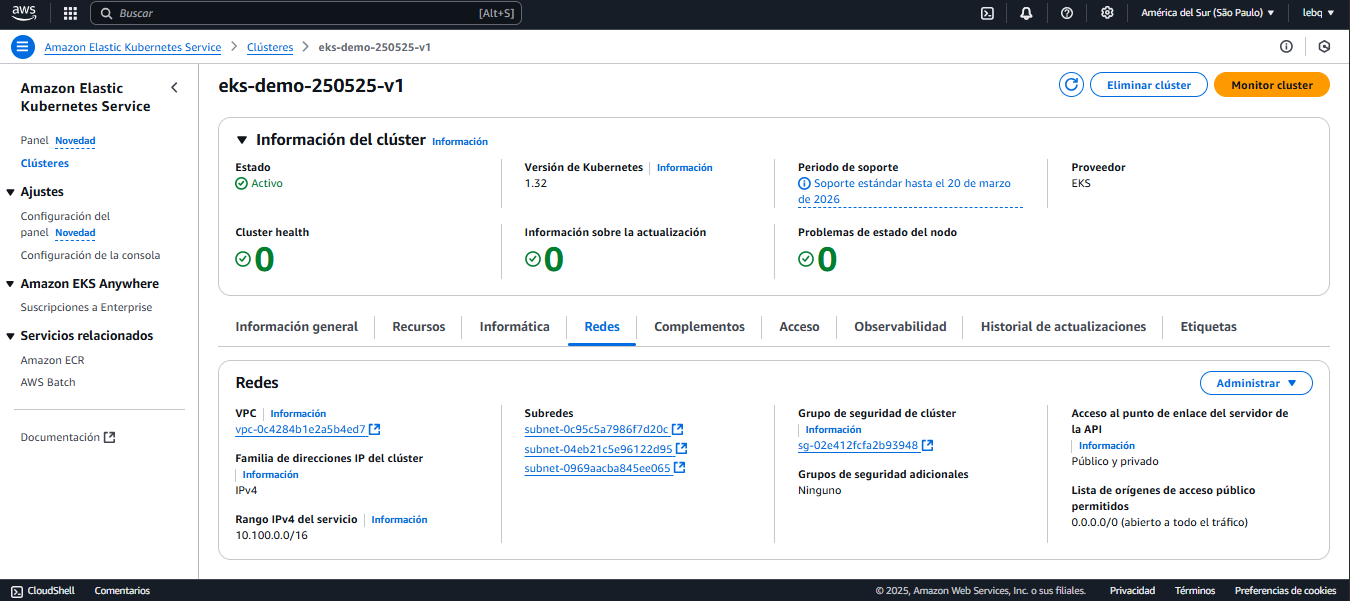 aws
Buscar [Alt+S]
América del Sur (São Paulo) ▼
lebq ▼
Amazon Elastic Kubernetes Service > Clústeres > eks-demo-250525-v1
Amazon Elastic
Kubernetes Service
Panel Novedad
Clústeres
Ajustes
Configuración del
panel Novedad
Configuración de la consola
Amazon EKS Anywhere
Suscripciones a Enterprise
Servicios relacionados
Amazon ECR
AWS Batch
Documentación
eks-demo-250525-v1
Eliminar clúster
Monitor cluster
Información del clúster Información
Estado
Activo
Versión de Kubernetes Información
1.32
Periodo de soporte
Soporte estándar hasta el 20 de marzo
de 2026
Proveedor
EKS
Cluster health
0
Información sobre la actualización
0
Problemas de estado del nodo
0
Información general
Recursos
Informática
Redes
Complementos
Acceso
Observabilidad
Historial de actualizaciones
Etiquetas
Redes
Administrar ▼
VPC Información
vpc-0c4284b1e2a5b4ed7
Familia de direcciones IP del clúster
Información
IPv4
Rango IPv4 del servicio Información
10.100.0.0/16
Subredes
subnet-0c95c5a7986f7d20c
subnet-04eb21c5e96122d95
subnet-0969aacba845ee065
Grupo de seguridad de clúster
Información
sg-02e412fcfa2b93948
Grupos de seguridad adicionales
Ninguno
Acceso al punto de enlace del servidor de
la API
Información
Público y privado
Lista de orígenes de acceso público
permitidos
0.0.0.0/0 (abierto a todo el tráfico)
CloudShell
Comentarios
© 2025, Amazon Web Services, Inc. o sus filiales.
Privacidad
Términos
Preferencias de cookies